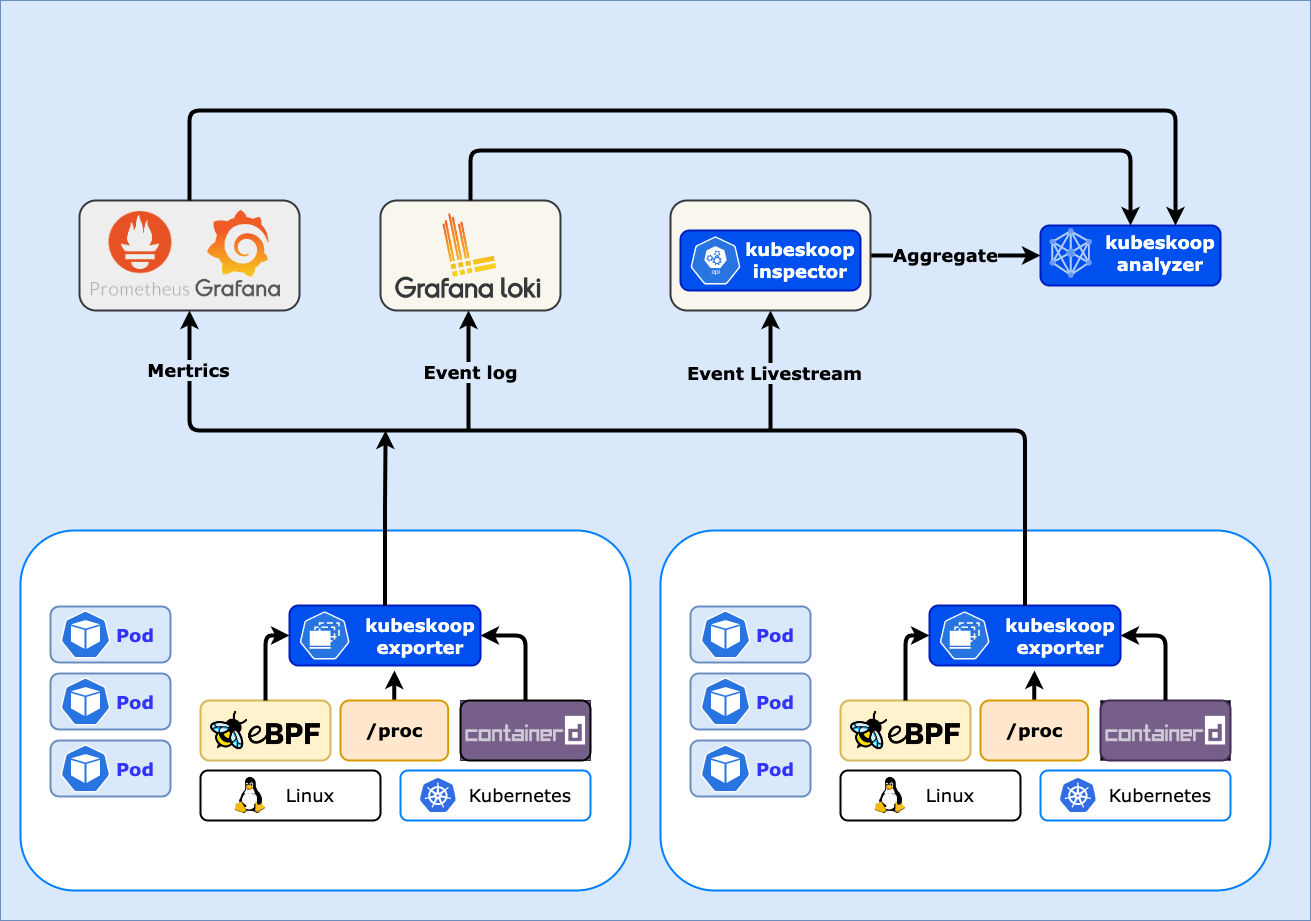 Prometheus Grafana
Grafana loki
api
kubeskoop
inspector
Aggregate
kubeskoop
analyzer
Mertrics
Event log
Event Livestream
Pod
Pod
Pod
kubeskoop
exporter
eBPF
/proc
containerd
Linux
Kubernetes
Pod
Pod
Pod
kubeskoop
exporter
eBPF
/proc
containerd
Linux
Kubernetes